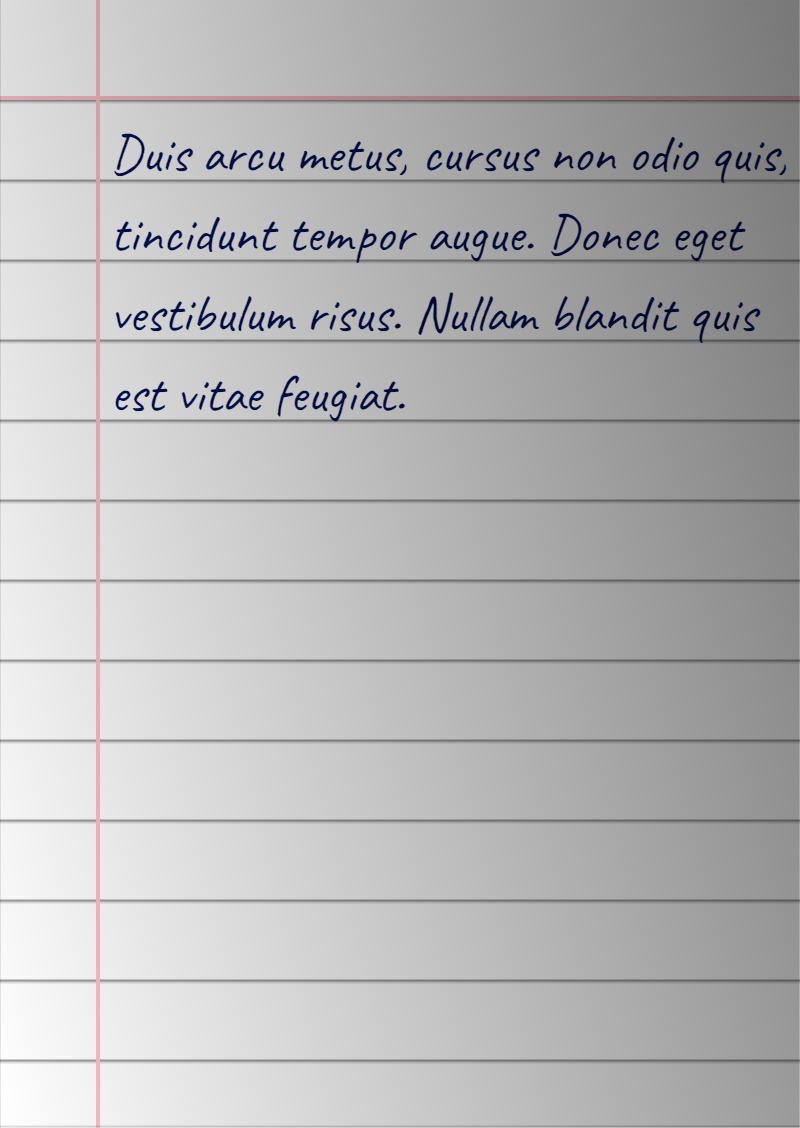 Duis arcu metus, cursus non odio quis,
tincidunt tempor augue. Donec eget
vestibulum risus. Nullam blandit quis
est vitae feugiat.